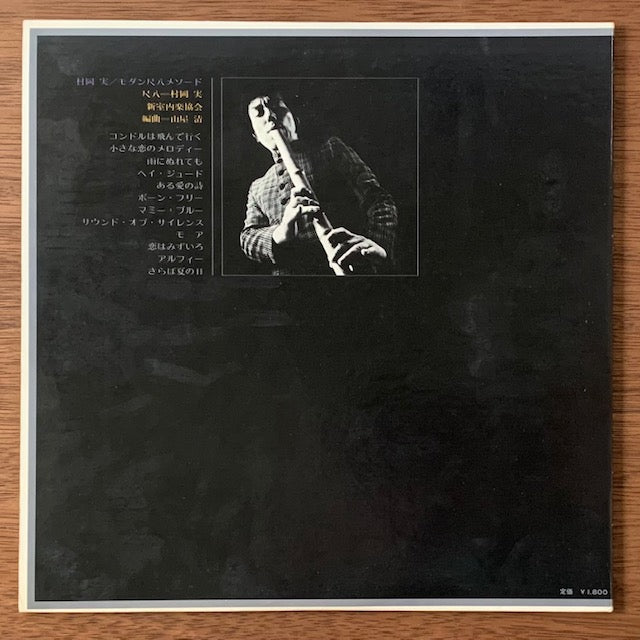 村岡 実／モダン尺八メソード
尺八=村岡 実
新室内楽協会
編曲=山屋 清
コンドルは飛んで行く
小さな恋のメロディー
雨にぬれても
ヘイ・ジュード
ある愛の詩
ボーン・フリー
マミー・ブルー
サウンド・オブ・サイレンス
モア
恋はみずいろ
アルフィー
さらば夏の日
定価 ￥1,800